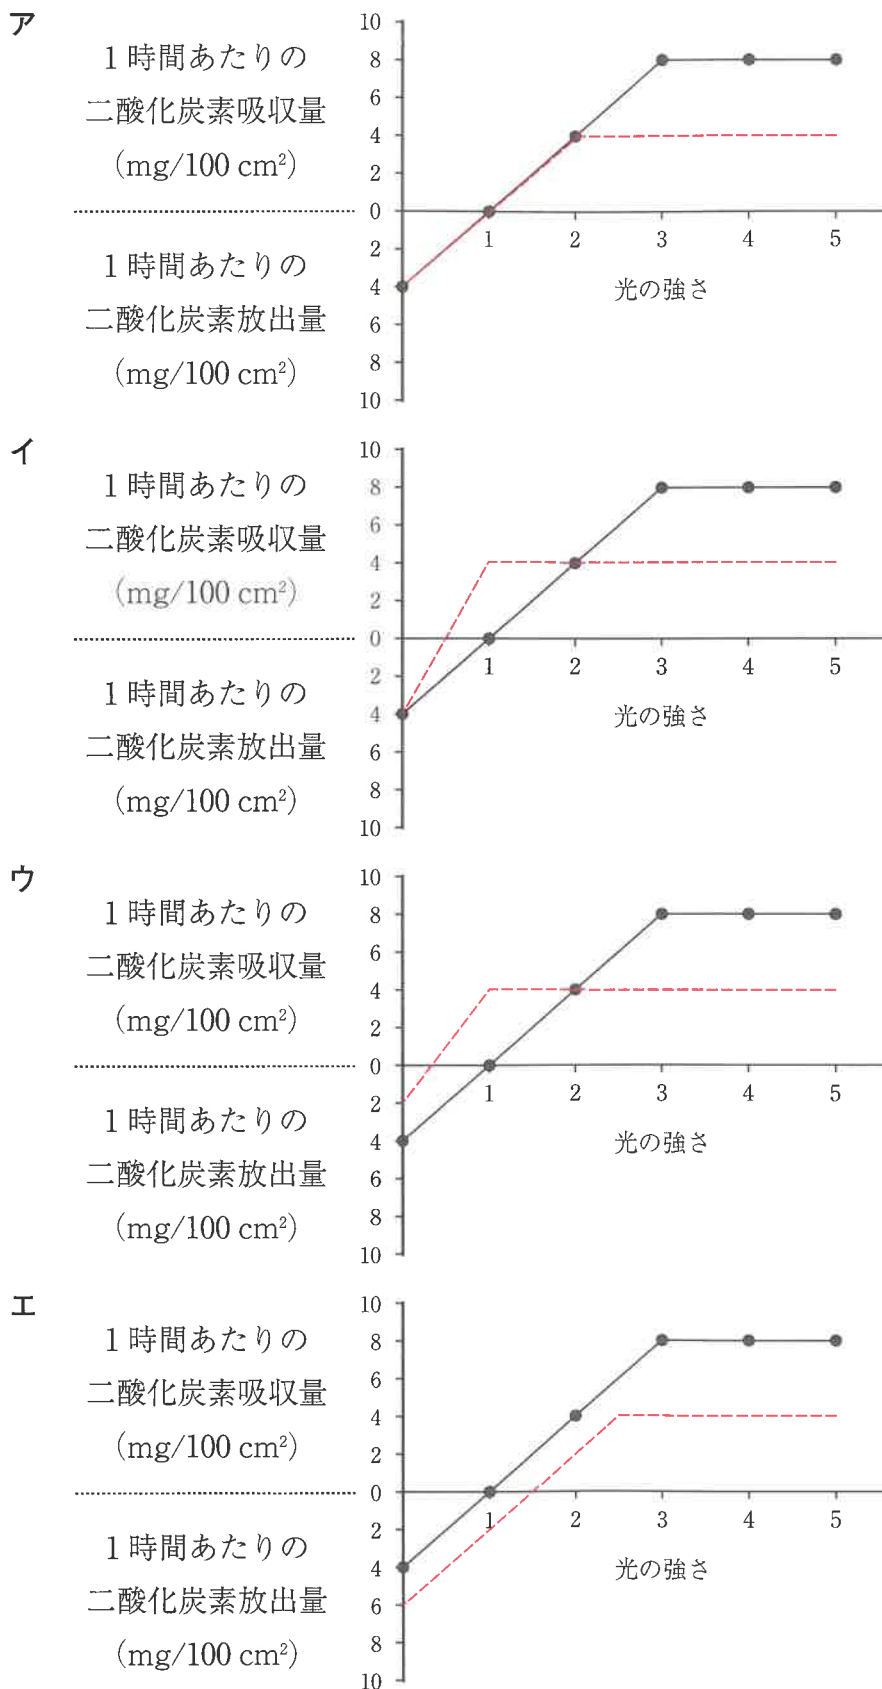 ア
1時間あたりの
二酸化炭素吸収量
(mg/100 cm²)
1時間あたりの
二酸化炭素放出量
(mg/100 cm²)
10
8
6
4
2
0
2
4
6
8
10
1 2 3 4 5
光の強さ
イ
1時間あたりの
二酸化炭素吸収量
(mg/100 cm²)
1時間あたりの
二酸化炭素放出量
(mg/100 cm²)
10
8
6
4
2
0
2
4
6
8
10
1 2 3 4 5
光の強さ
ウ
1時間あたりの
二酸化炭素吸収量
(mg/100 cm²)
1時間あたりの
二酸化炭素放出量
(mg/100 cm²)
10
8
6
4
2
0
2
4
6
8
10
1 2 3 4 5
光の強さ
エ
1時間あたりの
二酸化炭素吸収量
(mg/100 cm²)
1時間あたりの
二酸化炭素放出量
(mg/100 cm²)
10
8
6
4
2
0
2
4
6
8
10
1 2 3 4 5
光の強さ